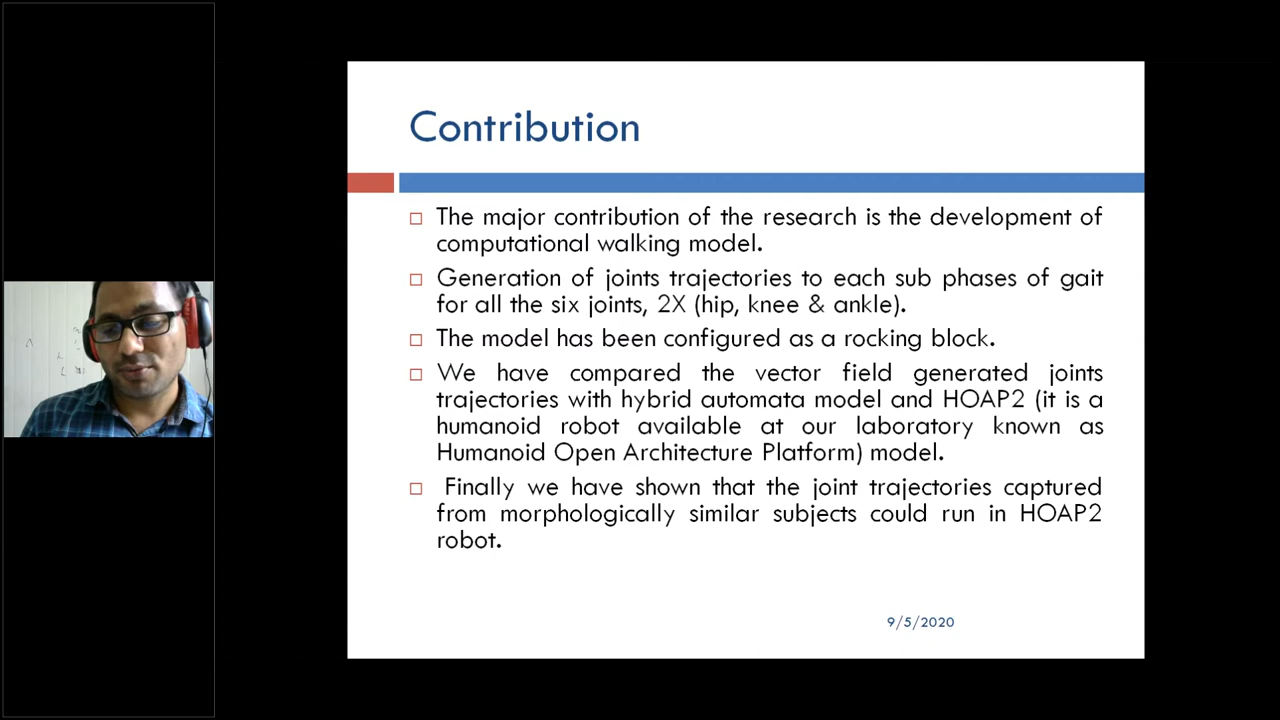 Contribution
The major contribution of the research is the development of
computational walking model.
Generation of joints trajectories to each sub phases of gait
for all the six joints, 2X (hip, knee & ankle).
The model has been configured as a rocking block.
We have compared the vector field generated joints
trajectories with hybrid automata model and HOAP2 (it is a
humanoid robot available at our laboratory known as
Humanoid Open Architecture Platform) model.
Finally we have shown that the joint trajectories captured
from morphologically similar subjects could run in HOAP2
robot.
9/5/2020